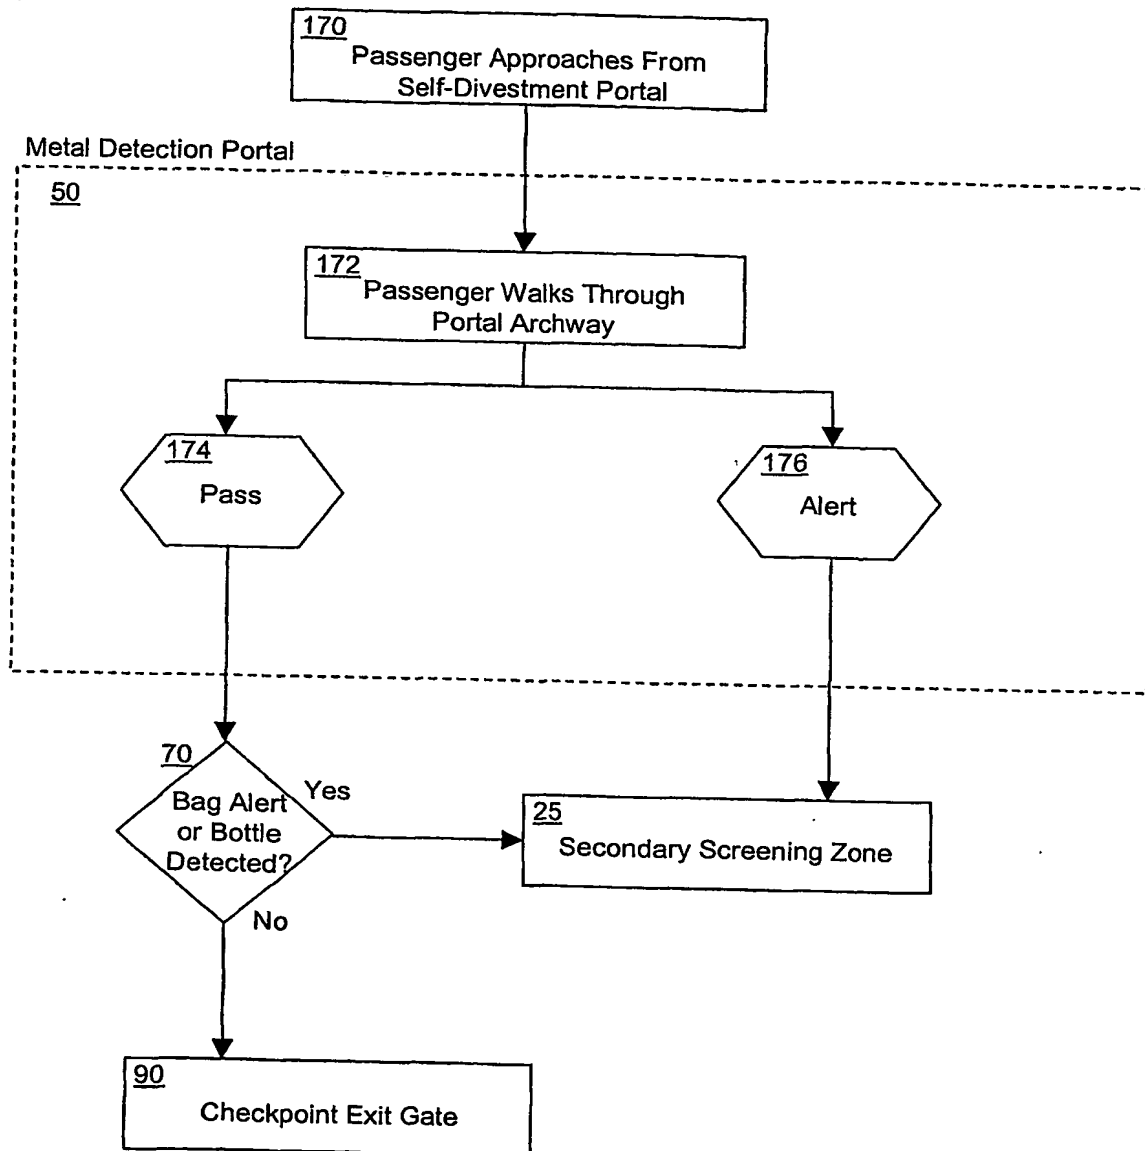 170
Passenger Approaches From
Self-Divestment Portal
Metal Detection Portal
50
172
Passenger Walks Through
Portal Archway
174
Pass
176
Alert
70
Bag Alert
or Bottle
Detected?
Yes
No
25
Secondary Screening Zone
90
Checkpoint Exit Gate